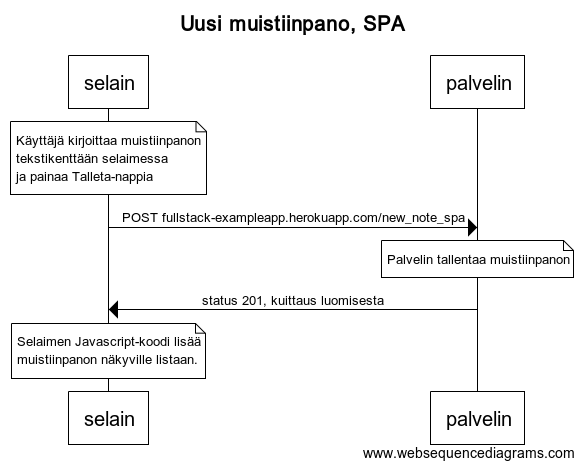 Uusi muistiinpano, SPA
selain
palvelin
Käyttäjä kirjoittaa muistiinpanon
tekstikenttään selaimessa
ja painaa Talleta-nappia
POST fullstack-exampleapp.herokuapp.com/new_note_spa
Palvelin tallentaa muistiinpanon
status 201, kuittaus luomisesta
Selaimen Javascript-koodi lisää
muistiinpanon näkyville listaan.
selain
palvelin
www.websequencediagrams.com